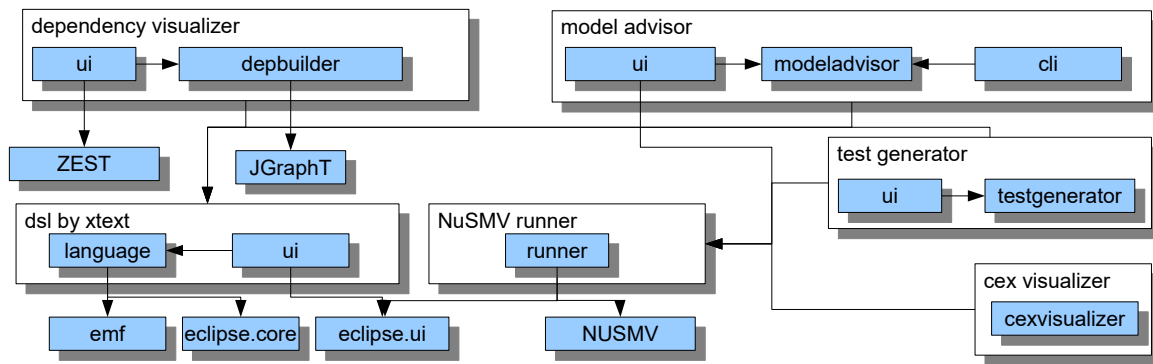 dependency visualizer
ui
depbuilder
model advisor
ui
modeladvisor
cli
ZEST
JGraphT
test generator
ui
testgenerator
dsl by xtext
language
ui
NuSMV runner
runner
cex visualizer
cexvisualizer
emf
eclipse.core
eclipse.ui
NUSMV